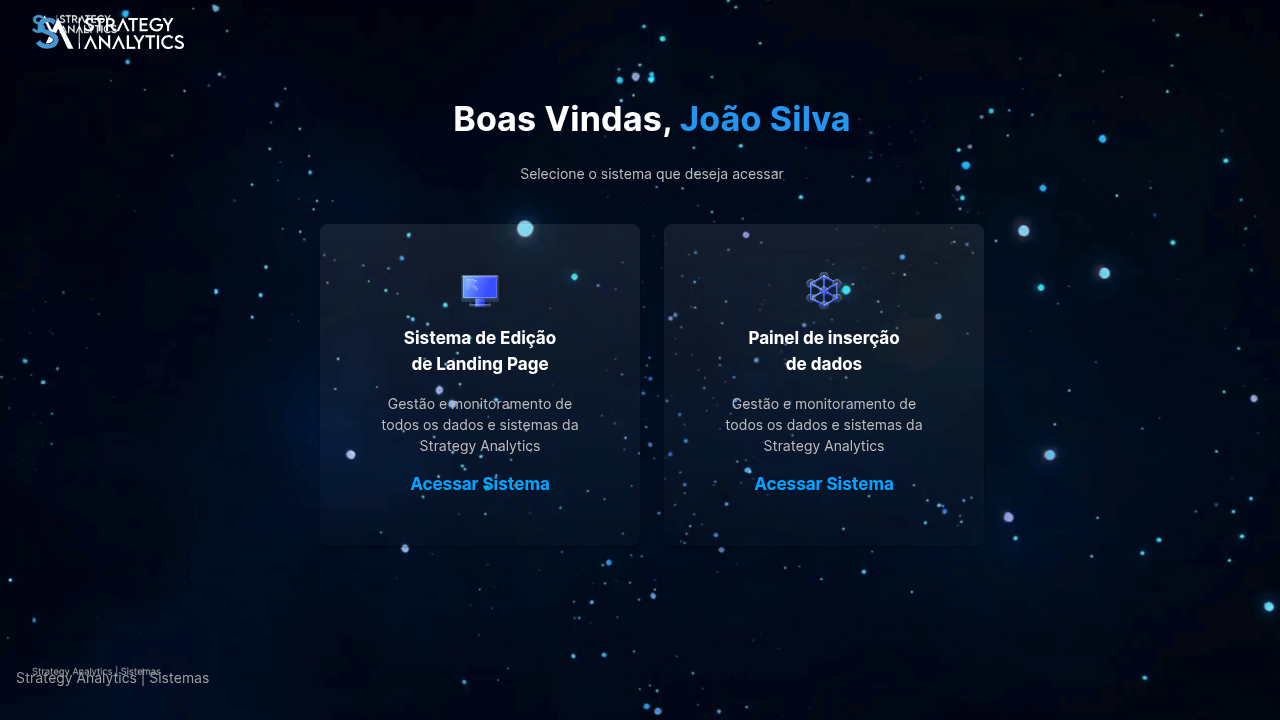 STRATEGY
ANALYTICS
STRATEGY
ANALYTICS
Boas Vindas, João Silva
Selecione o sistema que deseja acessar
Sistema de Edição
de Landing Page
Gestão e monitoramento de
todos os dados e sistemas da
Strategy Analytics
Acessar Sistema
Painel de inserção
de dados
Gestão e monitoramento de
todos os dados e sistemas da
Strategy Analytics
Acessar Sistema
Strategy Analytics | Sistemas
Strategy Analytics | Sistemas